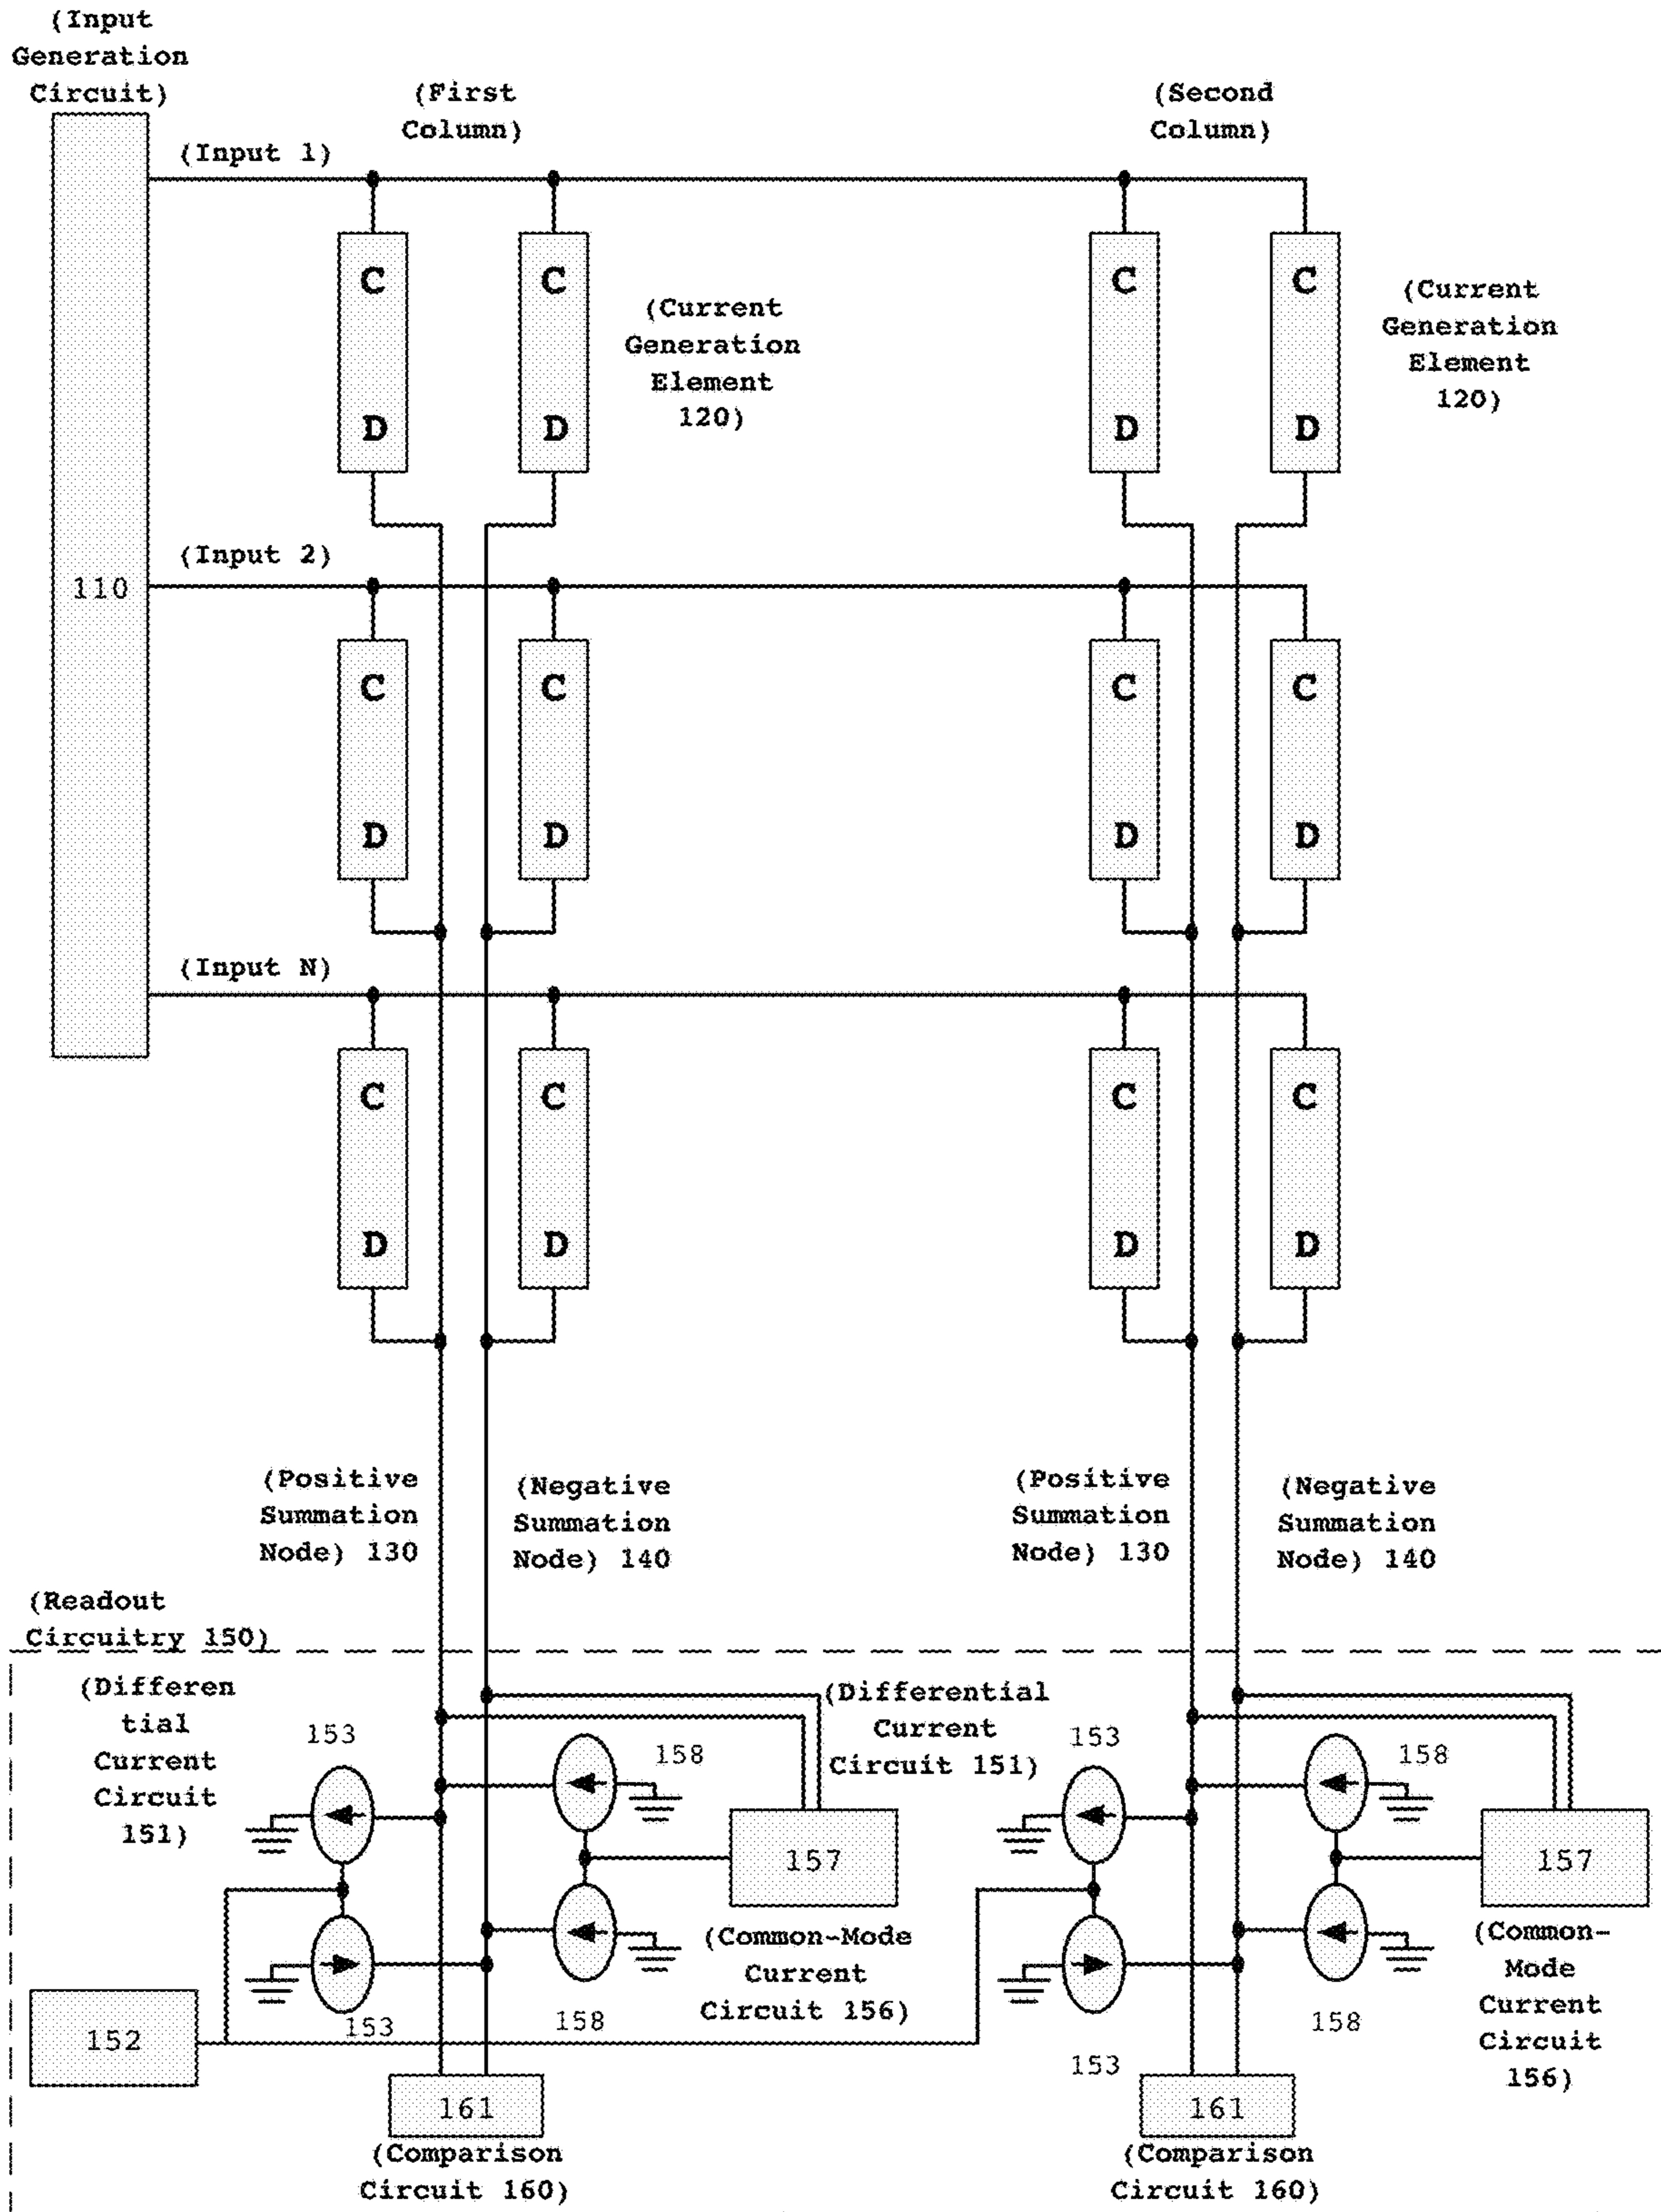 (Input
Generation
Circuit)
(First
Column)
(Second
Column)
(Input 1)
C
C
C
C
(Current
Generation
Element
120)
(Current
Generation
Element
120)
D
D
D
D
(Input 2)
110
C
C
C
C
D
D
D
D
(Input N)
C
C
C
C
D
D
D
D
(Positive
Summation
Node) 130
(Negative
Summation
Node) 140
(Positive
Summation
Node) 130
(Negative
Summation
Node) 140
(Readout
Circuitry 150)
(Differen
tial
Current
Circuit
151)
153
158
(Differential
Current
Circuit 151)
153
158
157
157
(Common-Mode
Current
Circuit 156)
(Common-
Mode
Current
Circuit
156)
152
153
158
153
158
161
161
(Comparison
Circuit 160)
(Comparison
Circuit 160)